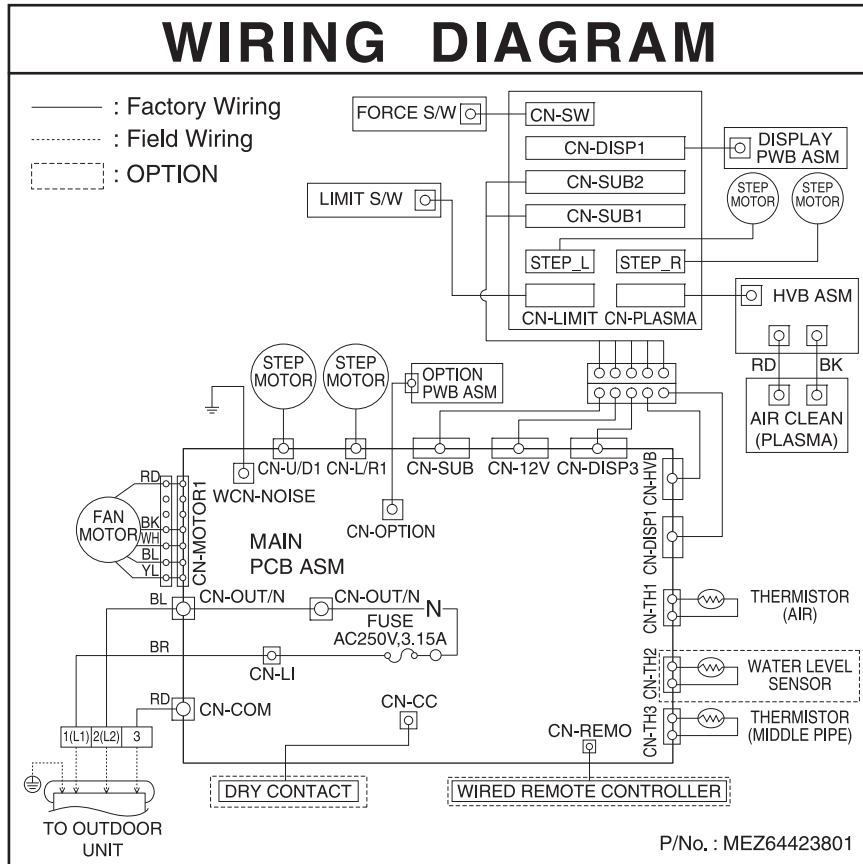 WIRING DIAGRAM
: Factory Wiring
: Field Wiring
: OPTION
FORCE S/W
CN-SW
CN-DISP1
DISPLAY
PWB ASM
CN-SUB2
LIMIT S/W
CN-SUB1
STEP
MOTOR
STEP
MOTOR
STEP_L
STEP_R
CN-LIMIT
CN-PLASMA
HVB ASM
RD
BK
AIR CLEAN
(PLASMA)
STEP
MOTOR
STEP
MOTOR
OPTION
PWB ASM
CN-U/D1
CN-L/R1
CN-SUB
CN-12V
CN-DISP3
CN-HVB
WCN-NOISE
CN-OPTION
CN-DISP1
RD
FAN
MOTOR
BK
WH
BL
YL
CN-MOTOR1
MAIN
PCB ASM
BL
CN-OUT/N
CN-OUT/N
N
FUSE
AC250V,3.15A
CN-TH1
THERMISTOR
(AIR)
BR
CN-LI
CN-TH2
WATER LEVEL
SENSOR
RD
CN-COM
CN-CC
CN-REMO
CN-TH3
THERMISTOR
(MIDDLE PIPE)
1(L1)
2(L2)
3
DRY CONTACT
WIRED REMOTE CONTROLLER
TO OUTDOOR
UNIT
P/No. : MEZ64423801